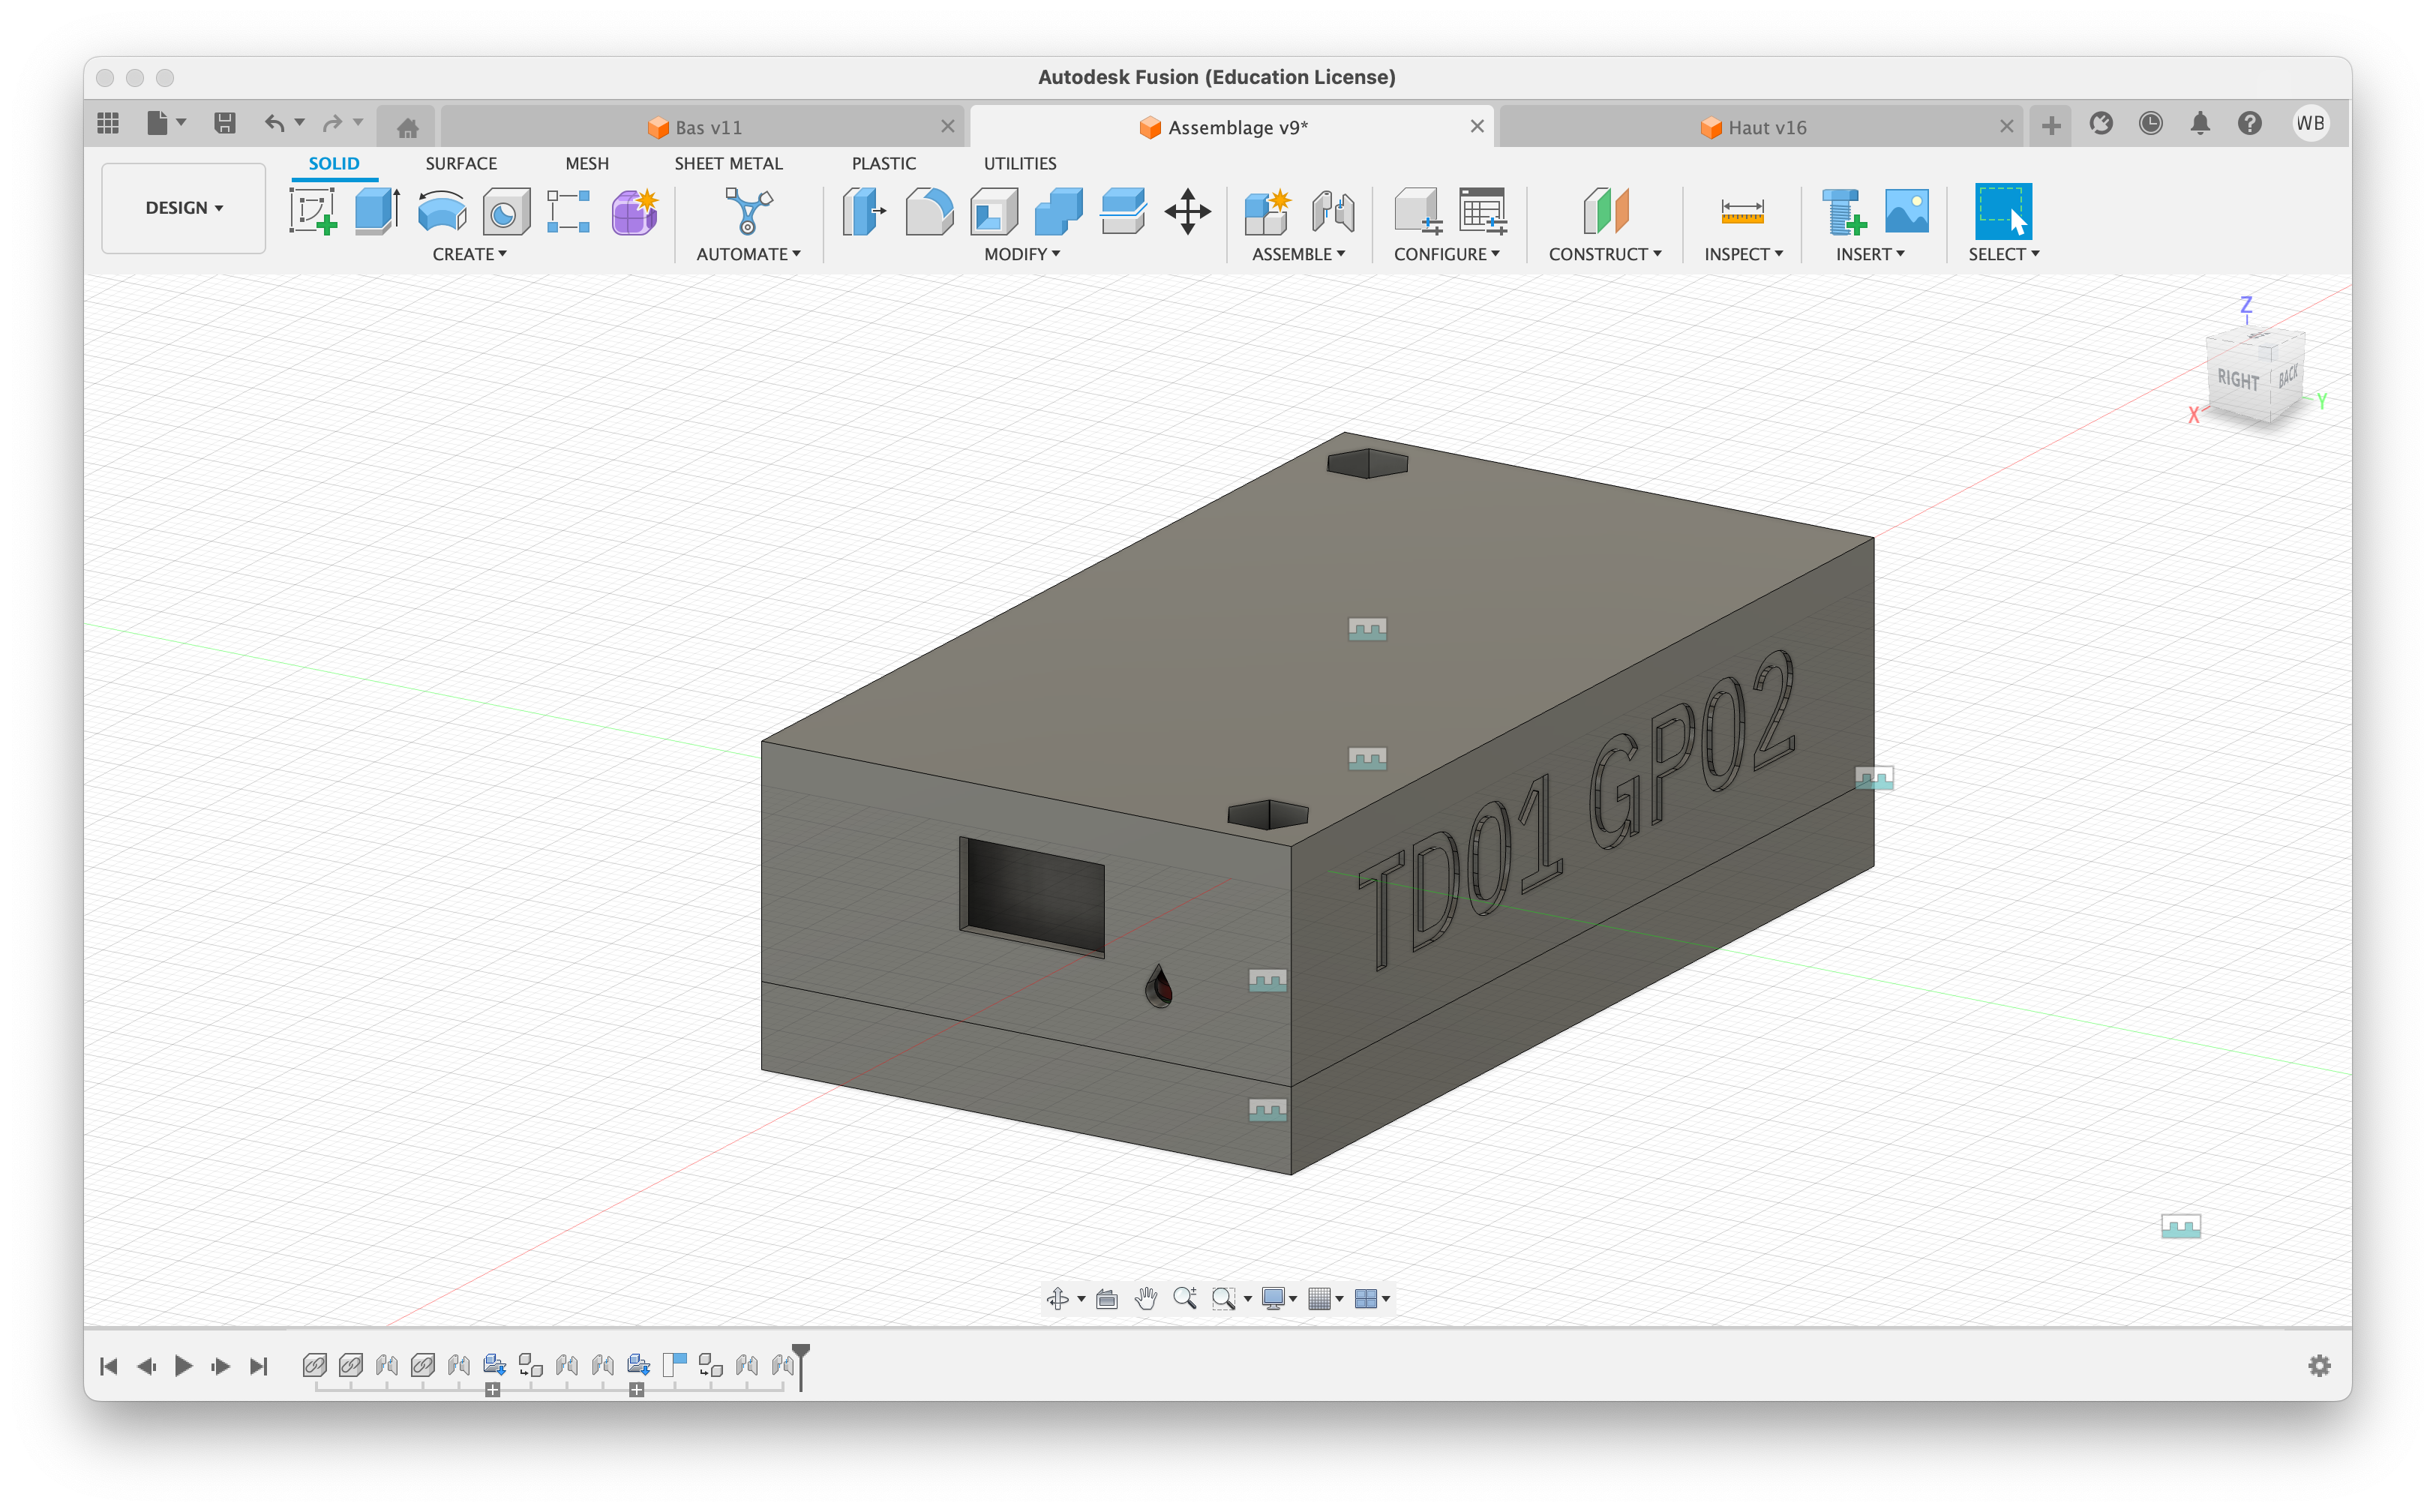 Autodesk Fusion (Education License)
Bas v11
Assemblage v9*
Haut v16
WB
DESIGN
SOLID
SURFACE
MESH
SHEET METAL
PLASTIC
UTILITIES
CREATE
AUTOMATE
MODIFY
ASSEMBLE
CONFIGURE
CONSTRUCT
INSPECT
INSERT
SELECT
Z
RIGHT
BACK
X
Y
TD01 GP02